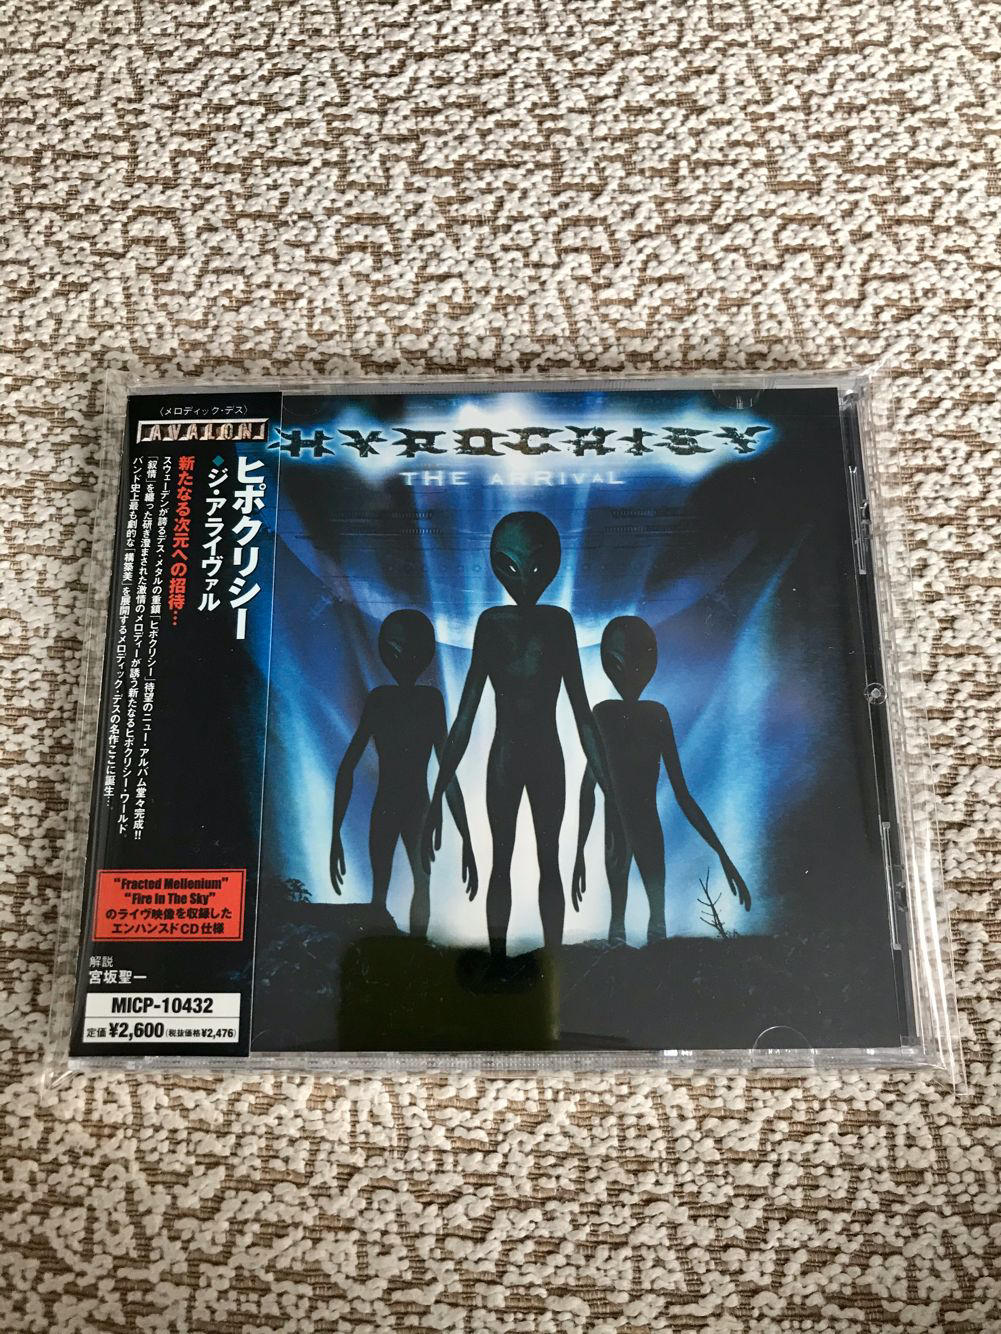 〈メロディック・デス〉
AVALON
ヒポクリシー
◆ジ・アライヴァル
新たなる次元への招待…
スウェーデンが誇るデス・メタルの重鎮「ヒポクリシー」待望のニュー・アルバム堂々完成!!
「叙情」を纏った研ぎ澄まされた激情のメロディーが誘う新たなるヒポクリシー・ワールド
バンド史上最も劇的な「構築美」を展開するメロディック・デスの名作ここに誕生…
"Fracted Mellenium"
"Fire In The Sky"
のライヴ映像を収録した
エンハンスドCD仕様
解説
宮坂聖一
MICP-10432
定価¥2,600(税抜価格¥2,476)
HYPOCRISY
THE ARRIVAL